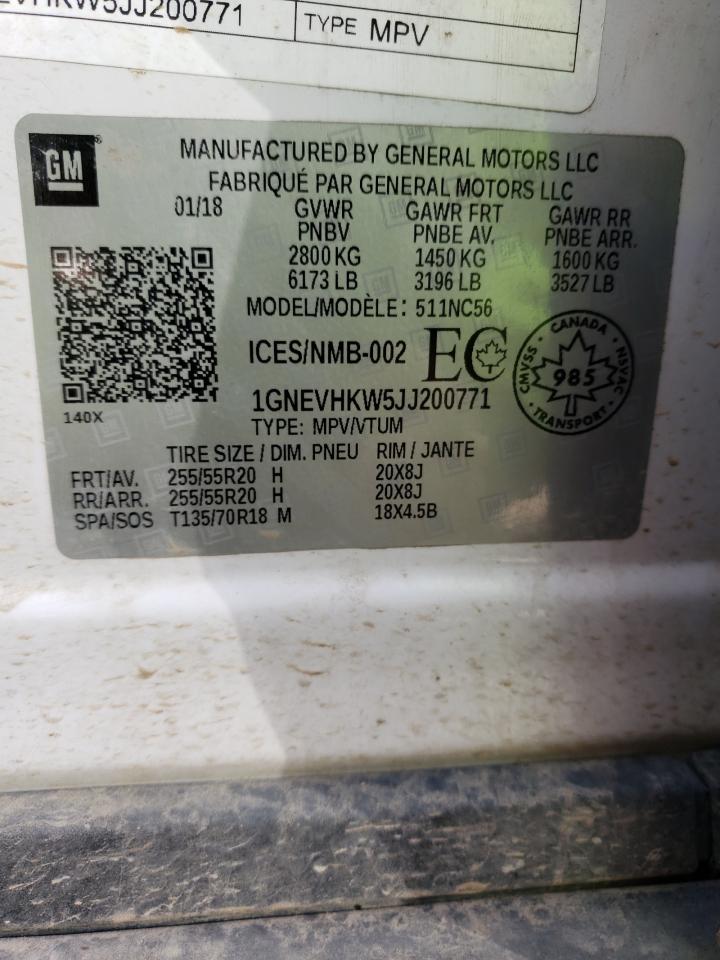 EVHKW5JJ200771
TYPE MPV
GM
MANUFACTURED BY GENERAL MOTORS LLC
FABRIQUÉ PAR GENERAL MOTORS LLC
01/18 GVWR GAWR FRT GAWR RR
PNBV PNBE AV. PNBE ARR.
2800 KG 1450 KG 1600 KG
6173 LB 3196 LB 3527 LB
MODEL/MODÈLE: 511NC56
ICES/NMB-002 EC
CANADA
CMVSS 985 NSVAC
TRANSPORT
1GNEVHKW5JJ200771
140X
TYPE: MPV/VTUM
TIRE SIZE / DIM. PNEU RIM / JANTE
FRT/AV. 255/55R20 H 20X8J
RR/ARR. 255/55R20 H 20X8J
SPA/SOS T135/70R18 M 18X4.5B